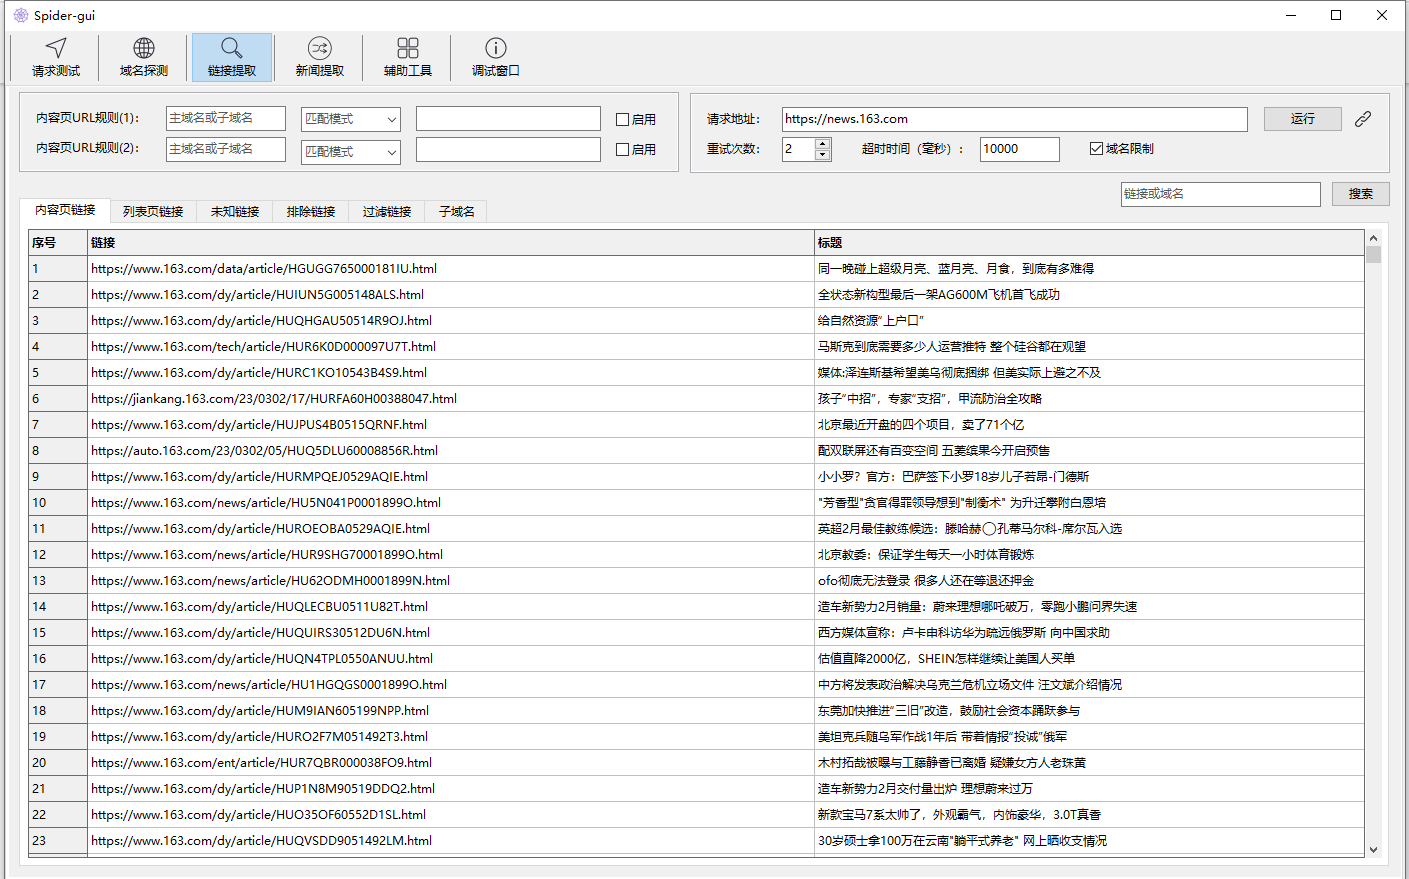 Spider-gui
请求测试 域名探测 链接提取 新闻提取 辅助工具 调试窗口
内容页URL规则(1)： 主域名或子域名 匹配模式 启用
内容页URL规则(2)： 主域名或子域名 匹配模式 启用
请求地址： https://news.163.com 运行
重试次数： 2 超时时间（毫秒）： 10000 域名限制
链接或域名 搜索
内容页链接 列表页链接 未知链接 排除链接 过滤链接 子域名
序号 链接 标题
1 https://www.163.com/data/article/HGUGG765000181IU.html 同一晚碰上超级月亮、蓝月亮、月食，到底有多难得
2 https://www.163.com/dy/article/HUIUN5G005148ALS.html 全状态新构型最后一架AG600M飞机首飞成功
3 https://www.163.com/dy/article/HUQHGAU50514R9OJ.html 给自然资源“上户口”
4 https://www.163.com/tech/article/HUR6K0D000097U7T.html 马斯克到底需要多少人运营推特 整个硅谷都在观望
5 https://www.163.com/dy/article/HURC1KO10543B4S9.html 媒体:泽连斯基希望美乌彻底捆绑 但美实际上避之不及
6 https://jiankang.163.com/23/0302/17/HURFA60H00388047.html 孩子“中招”，专家“支招”，甲流防治全攻略
7 https://www.163.com/dy/article/HUJPUS4B0515QRNF.html 北京最近开盘的四个项目，卖了71个亿
8 https://auto.163.com/23/0302/05/HUQ5DLU60008856R.html 配双联屏还有百变空间 五菱缤果今开启预售
9 https://www.163.com/dy/article/HURMPQEJ0529AQIE.html 小小罗？官方：巴萨签下小罗18岁儿子若昂-门德斯
10 https://www.163.com/news/article/HU5N041P0001899O.html "芳香型"贪官得罪领导想到"制衡术" 为升迁攀附白恩培
11 https://www.163.com/dy/article/HUROEOBA0529AQIE.html 英超2月最佳教练候选：滕哈赫◯孔蒂马尔科-席尔瓦入选
12 https://www.163.com/news/article/HUR9SHG70001899O.html 北京教委：保证学生每天一小时体育锻炼
13 https://www.163.com/news/article/HU62ODMH0001899N.html ofo彻底无法登录 很多人还在等退还押金
14 https://www.163.com/dy/article/HUQLECBU0511U82T.html 造车新势力2月销量：蔚来理想哪吒破万，零跑小鹏问界失速
15 https://www.163.com/dy/article/HUQUIRS30512DU6N.html 西方媒体宣称：卢卡申科访华为疏远俄罗斯 向中国求助
16 https://www.163.com/dy/article/HUQN4TPL0550ANUU.html 估值直降2000亿，SHEIN怎样继续让美国人买单
17 https://www.163.com/news/article/HU1HGQGS0001899O.html 中方将发表政治解决乌克兰危机立场文件 汪文斌介绍情况
18 https://www.163.com/dy/article/HUM9IAN605199NPP.html 东莞加快推进“三旧”改造，鼓励社会资本踊跃参与
19 https://www.163.com/dy/article/HURO2F7M051492T3.html 美坦克兵随乌军作战1年后 带着情报“投诚”俄军
20 https://www.163.com/ent/article/HUR7QBR000038FO9.html 木村拓哉被曝与工藤静香已离婚 疑嫌女方人老珠黄
21 https://www.163.com/dy/article/HUP1N8M90519DDQ2.html 造车新势力2月交付量出炉 理想蔚来过万
22 https://www.163.com/dy/article/HUO35OF60552D1SL.html 新款宝马7系太帅了，外观霸气，内饰豪华，3.0T真香
23 https://www.163.com/dy/article/HUQVSDD9051492LM.html 30岁硕士拿100万在云南"躺平式养老" 网上晒收支情况